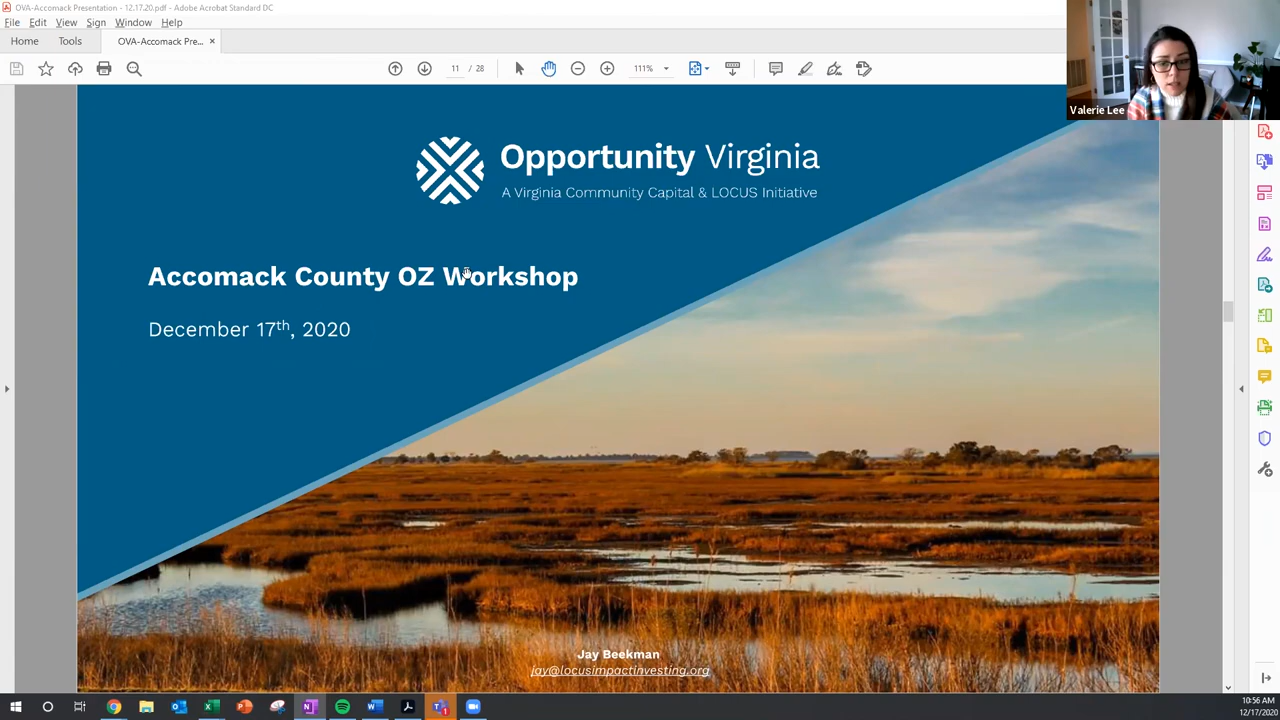 OVA-Accomack Presentation - 12.17.20.pdf - Adobe Acrobat Standard DC
File Edit View Sign Window Help
Home Tools OVA-Accomack Pre... ×
11 / 28 111%
Valerie Lee
Opportunity Virginia
A Virginia Community Capital & LOCUS Initiative
Accomack County OZ Workshop
December 17th, 2020
Jay Beekman
jay@locusimpactinvesting.org
10:56 AM
12/17/2020